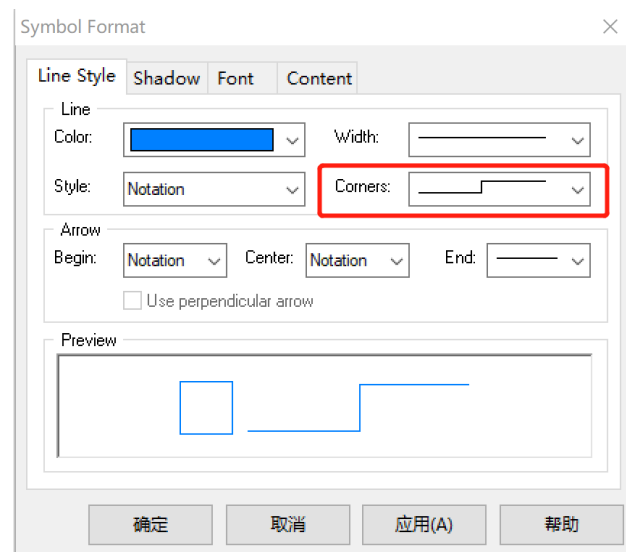 Symbol Format
Line Style Shadow Font Content
Line
Color: Width:
Style: Notation Corners:
Arrow
Begin: Notation Center: Notation End:
Use perpendicular arrow
Preview
确定 取消 应用(A) 帮助